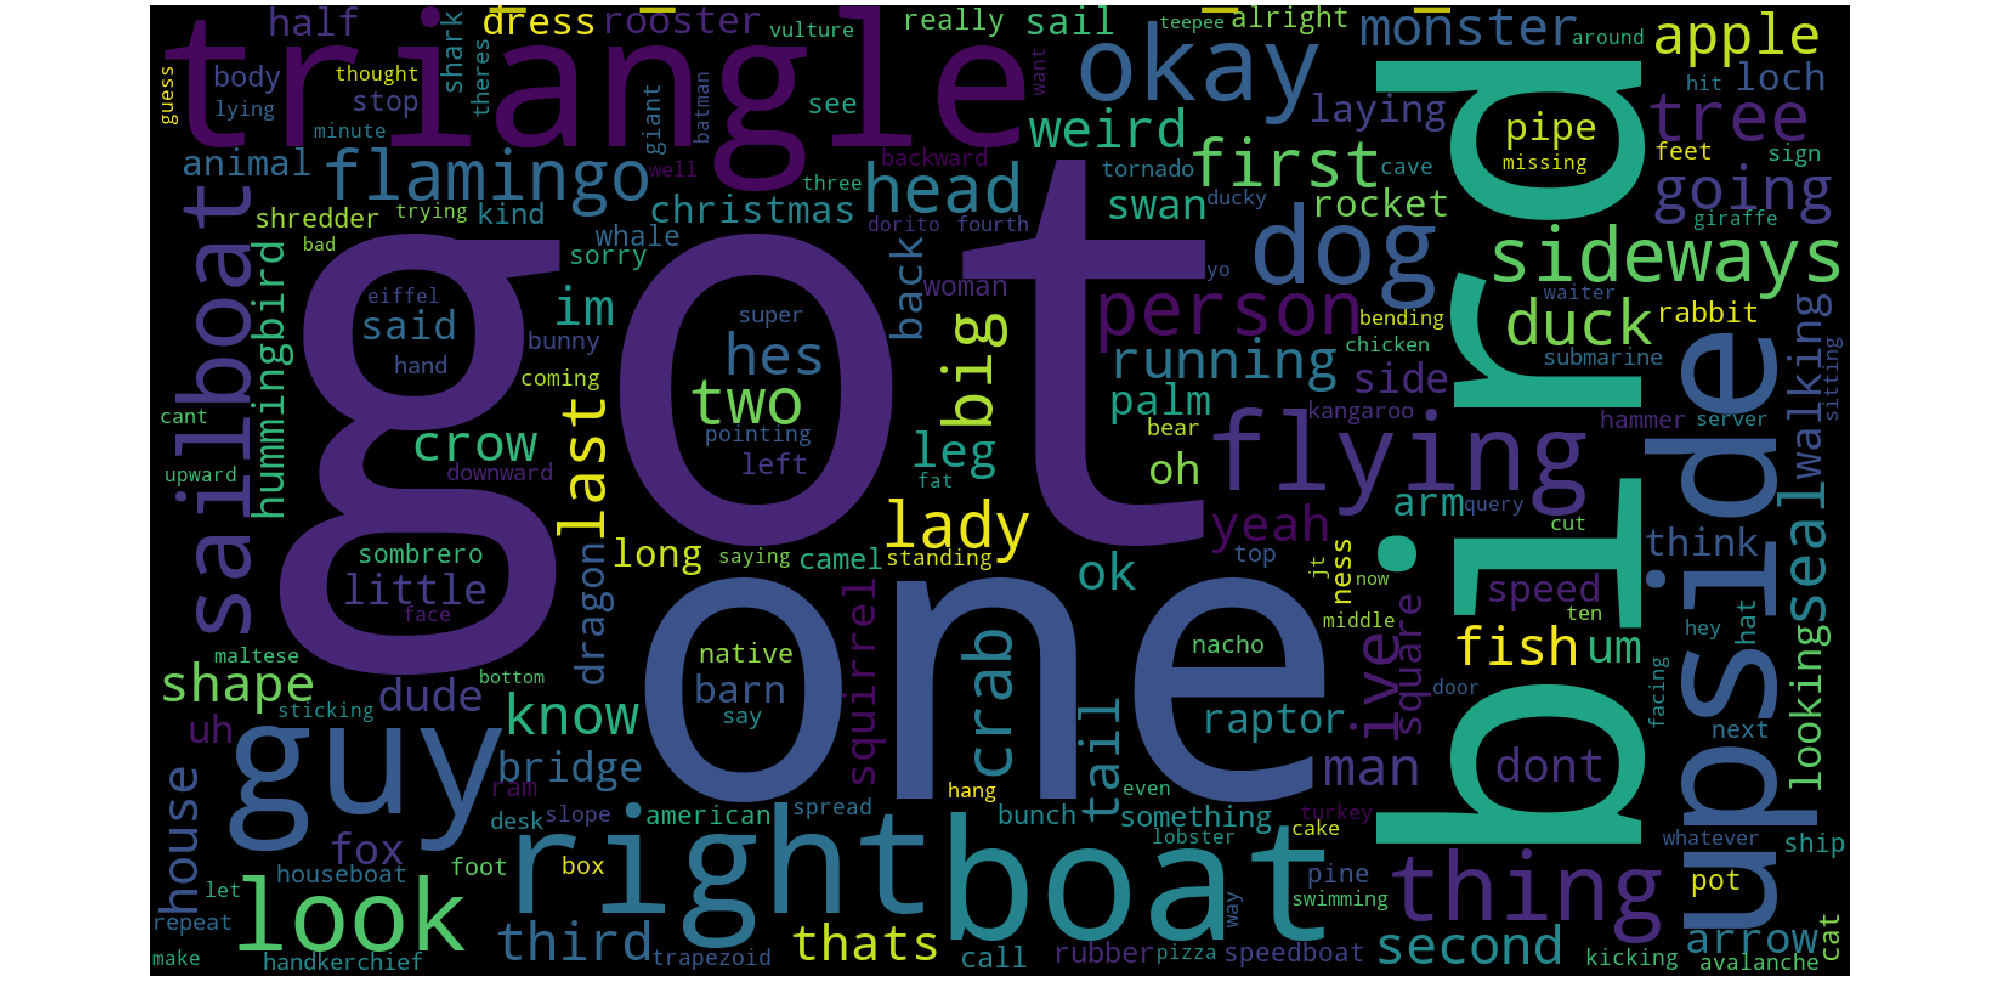 half
dress
rooster
vulture
really
sail
teepee
alright
monster
around
apple
triangle
okay
body
thought
shark
theres
guess
lying
stop
minute
giant
batman
see
want
weird
laying
hit
loch
tree
pipe
missing
feet
sign
animal
flamingo
well
backward
three
head
first
tornado
cave
ducky
going
giraffe
shredder
trying
kind
christmas
dorito
fourth
swan
rocket
bad
whale
sorry
back
woman
yo
dog
sideways
sailboat
hummingbird
got
eiffel
said
hand
im
bunny
coming
super
hes
two
pointing
left
big
person
bending
chicken
running
duck
waiter
submarine
rabbit
bird
upside
walking
sitting
side
palm
kangaroo
hammer
server
cant
upward
crow
downward
last
leg
fat
bear
oh
flying
arm
query
cut
think
seal
lady
yeah
standing
sombrero
little
face
dragon
long
saying
camel
ok
top
jt
ness
now
middle
speed
ten
hey
hat
looking
maltese
shape
dude
bottom
sticking
uh
know
one
native
barn
say
squirrel
crab
nacho
raptor
tail
ive
square
fish
um
door
facing
next
guy
bridge
ram
man
dont
house
fox
desk
slope
american
spread
hang
bunch
even
something
lobster
cake
turkey
whatever
ship
let
houseboat
foot
box
right
boat
pine
swimming
thing
pot
repeat
look
third
trapezoid
thats
call
rubber
pizza
way
speedboat
second
kicking
arrow
avalanche
cat
make
handkerchief